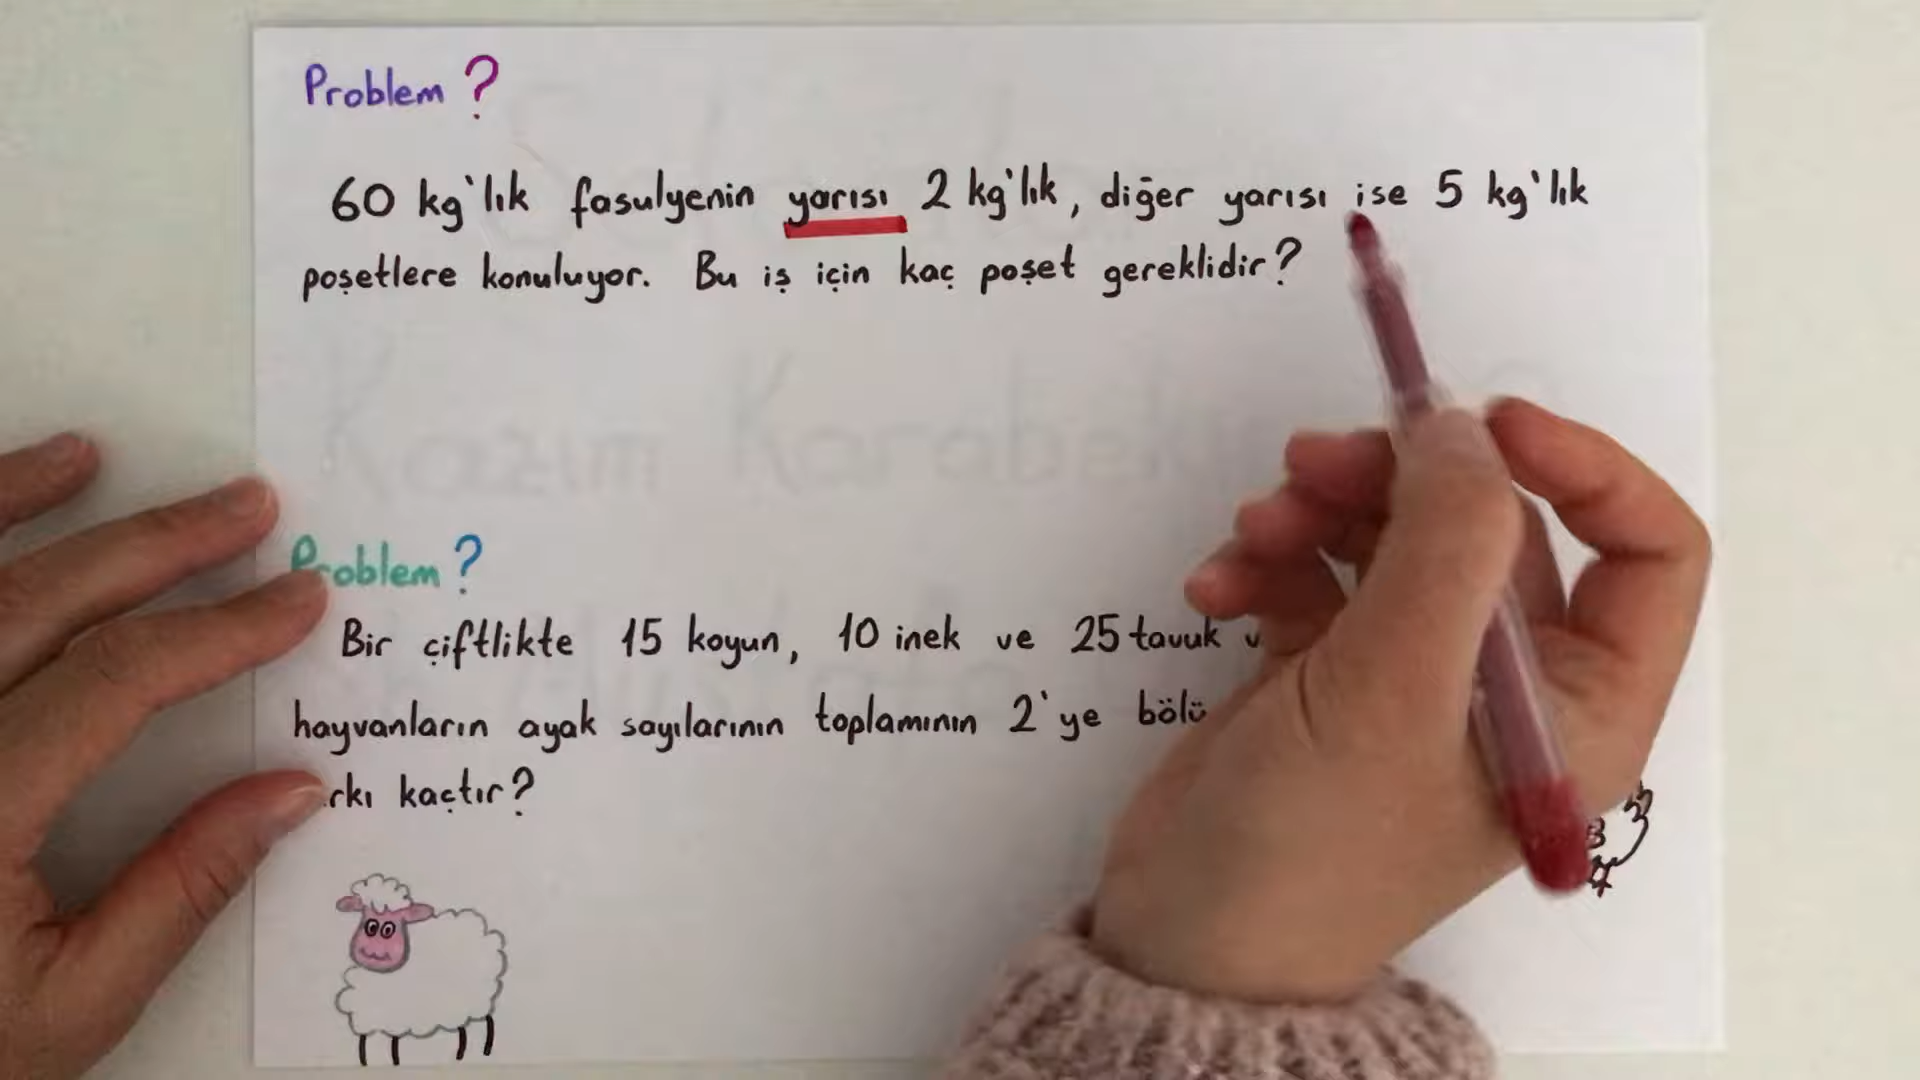 Problem ?
60 kg'lık fasulyenin yarısı 2 kg'lık, diğer yarısı ise 5 kg'lık
poşetlere konuluyor. Bu iş için kaç poşet gereklidir?
Problem ?
Bir çiftlikte 15 koyun, 10 inek ve 25 tavuk
hayvanların ayak sayılarının toplamının 2'ye
kaçtır?